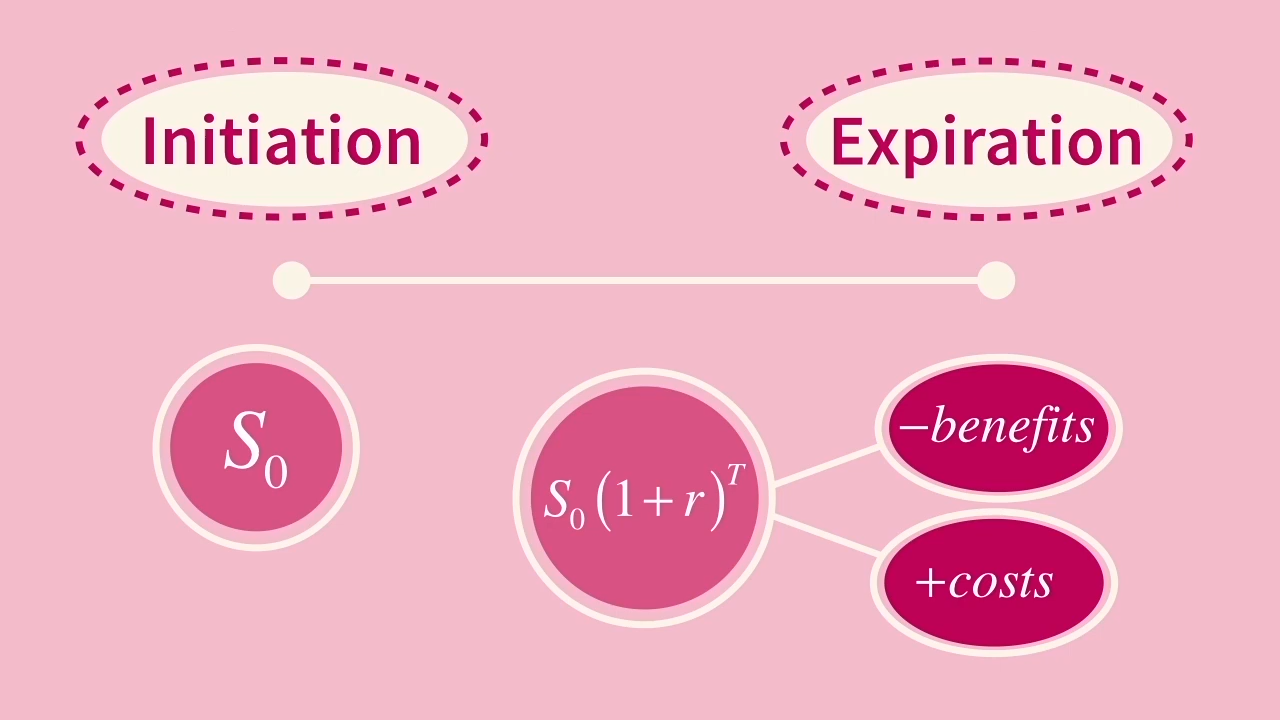 Initiation
Expiration
S₀
S₀(1+r)ᵀ
−benefits
+costs